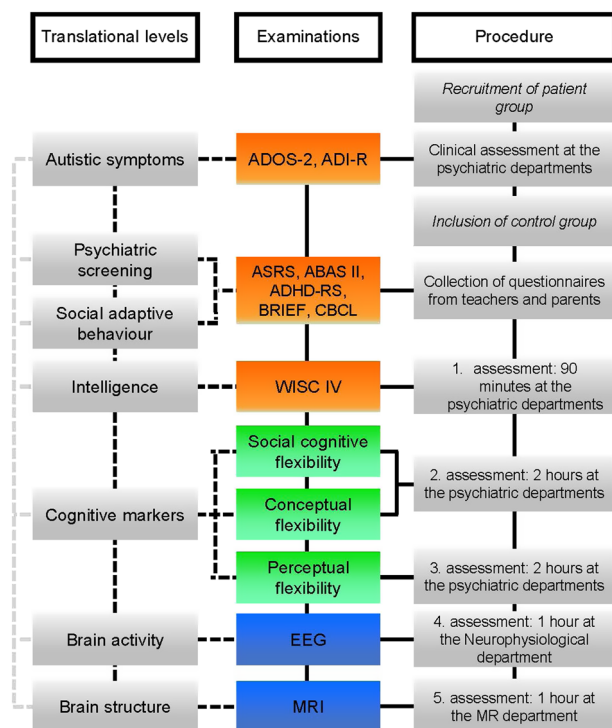 Translational levels
Examinations
Procedure
Recruitment of patient
group
Autistic symptoms
ADOS-2, ADI-R
Clinical assessment at the
psychiatric departments
Inclusion of control group
Psychiatric
screening
Social adaptive
behaviour
ASRS, ABAS II,
ADHD-RS,
BRIEF, CBCL
Collection of questionnaires
from teachers and parents
Intelligence
WISC IV
1. assessment: 90
minutes at the
psychiatric departments
Cognitive markers
Social cognitive
flexibility
Conceptual
flexibility
2. assessment: 2 hours at
the psychiatric departments
Perceptual
flexibility
3. assessment: 2 hours at
the psychiatric departments
Brain activity
EEG
4. assessment: 1 hour at
the Neurophysiological
department
Brain structure
MRI
5. assessment: 1 hour at
the MR department